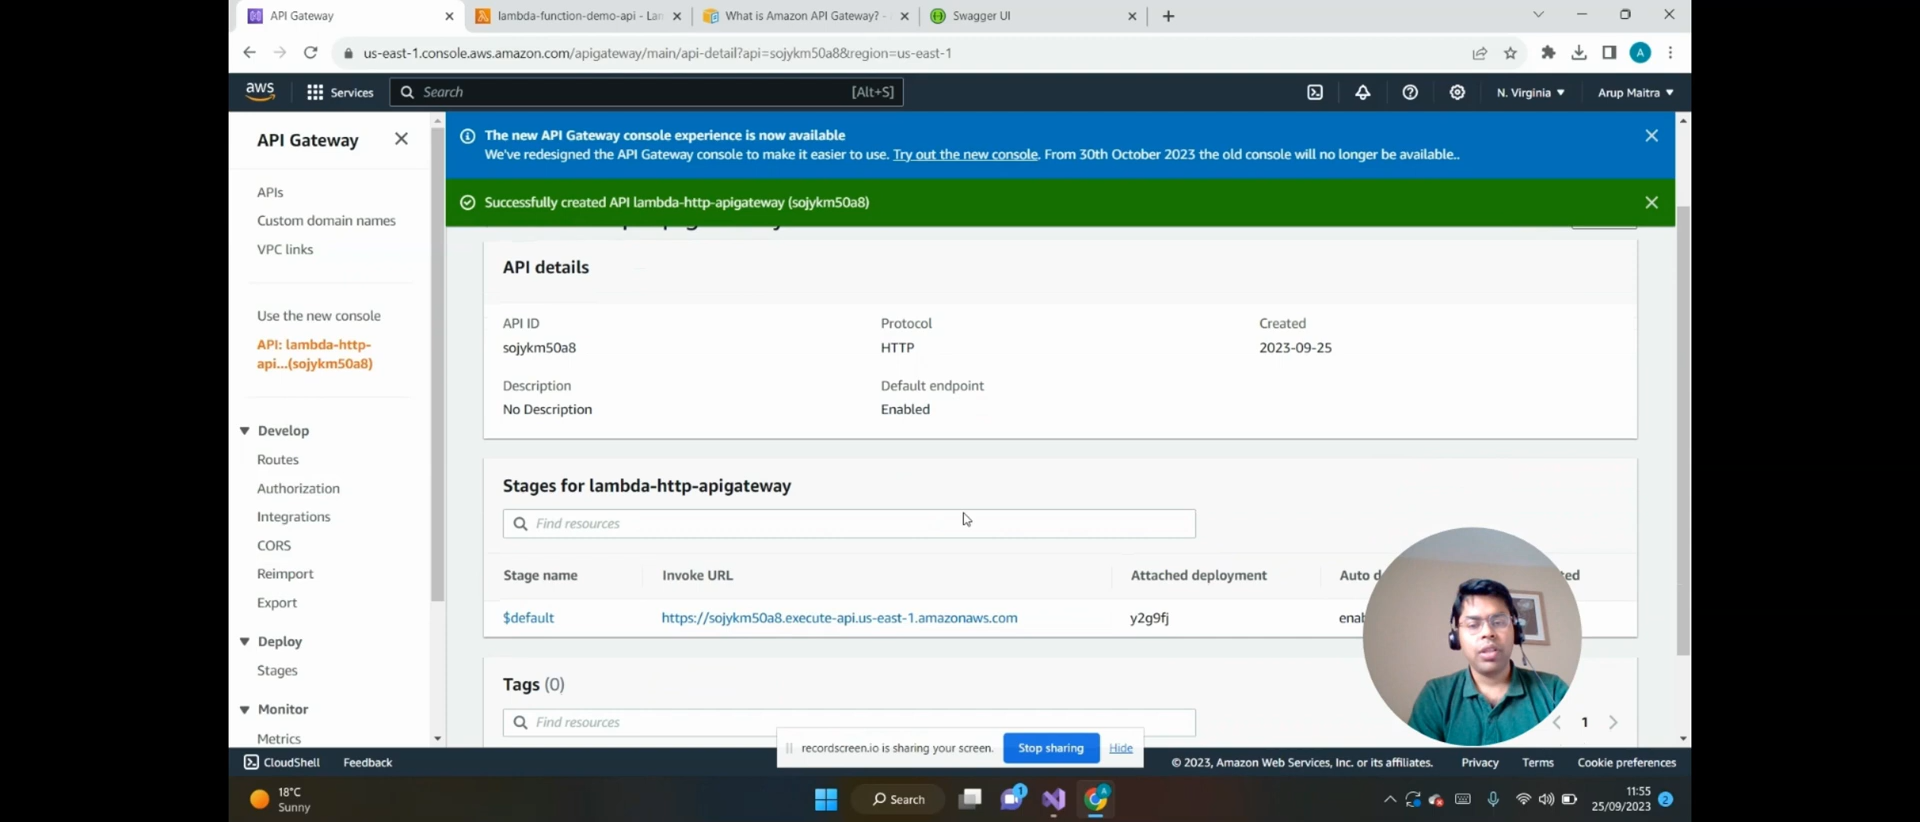 API Gateway
lambda-function-demo-api - Lan
What is Amazon API Gateway? -
Swagger UI
us-east-1.console.aws.amazon.com/apigateway/main/api-detail?api=sojykm50a8&region=us-east-1
aws
Services
Search
[Alt+S]
N. Virginia
Arup Maitra
API Gateway
The new API Gateway console experience is now available
We've redesigned the API Gateway console to make it easier to use. Try out the new console. From 30th October 2023 the old console will no longer be available..
Successfully created API lambda-http-apigateway (sojykm50a8)
APIs
Custom domain names
VPC links
Use the new console
API: lambda-http-
api...(sojykm50a8)
Develop
Routes
Authorization
Integrations
CORS
Reimport
Export
Deploy
Stages
Monitor
Metrics
API details
API ID
sojykm50a8
Protocol
HTTP
Created
2023-09-25
Description
No Description
Default endpoint
Enabled
Stages for lambda-http-apigateway
Find resources
Stage name
Invoke URL
Attached deployment
Auto d
ted
$default
https://sojykm50a8.execute-api.us-east-1.amazonaws.com
y2g9fj
enab
Tags (0)
Find resources
1
recordscreen.io is sharing your screen.
Stop sharing
Hide
CloudShell
Feedback
© 2023, Amazon Web Services, Inc. or its affiliates.
Privacy
Terms
Cookie preferences
18°C
Sunny
Search
1
11:55
25/09/2023
2